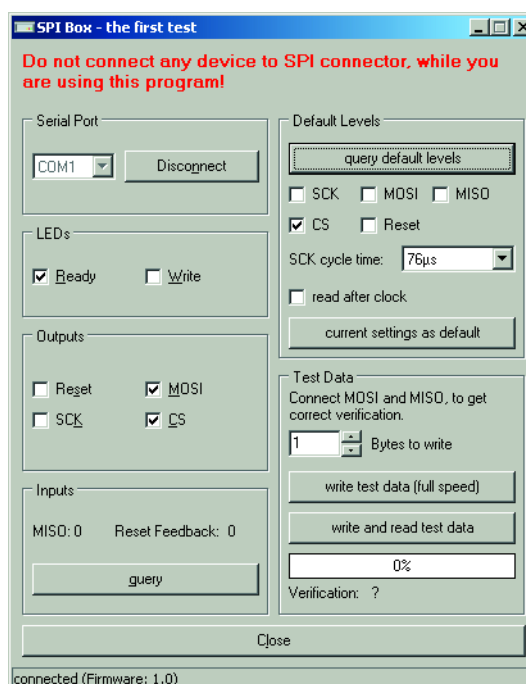 SPI Box - the first test
Do not connect any device to SPI connector, while you
are using this program!
Serial Port
COM1
Disconnect
LEDs
Ready
Write
Outputs
Reset
MOSI
SCK
CS
Inputs
MISO: 0
Reset Feedback: 0
query
Default Levels
query default levels
SCK
MOSI
MISO
CS
Reset
SCK cycle time:
76µs
read after clock
current settings as default
Test Data
Connect MOSI and MISO, to get
correct verification.
1
Bytes to write
write test data (full speed)
write and read test data
0%
Verification: ?
Close
connected (Firmware: 1.0)